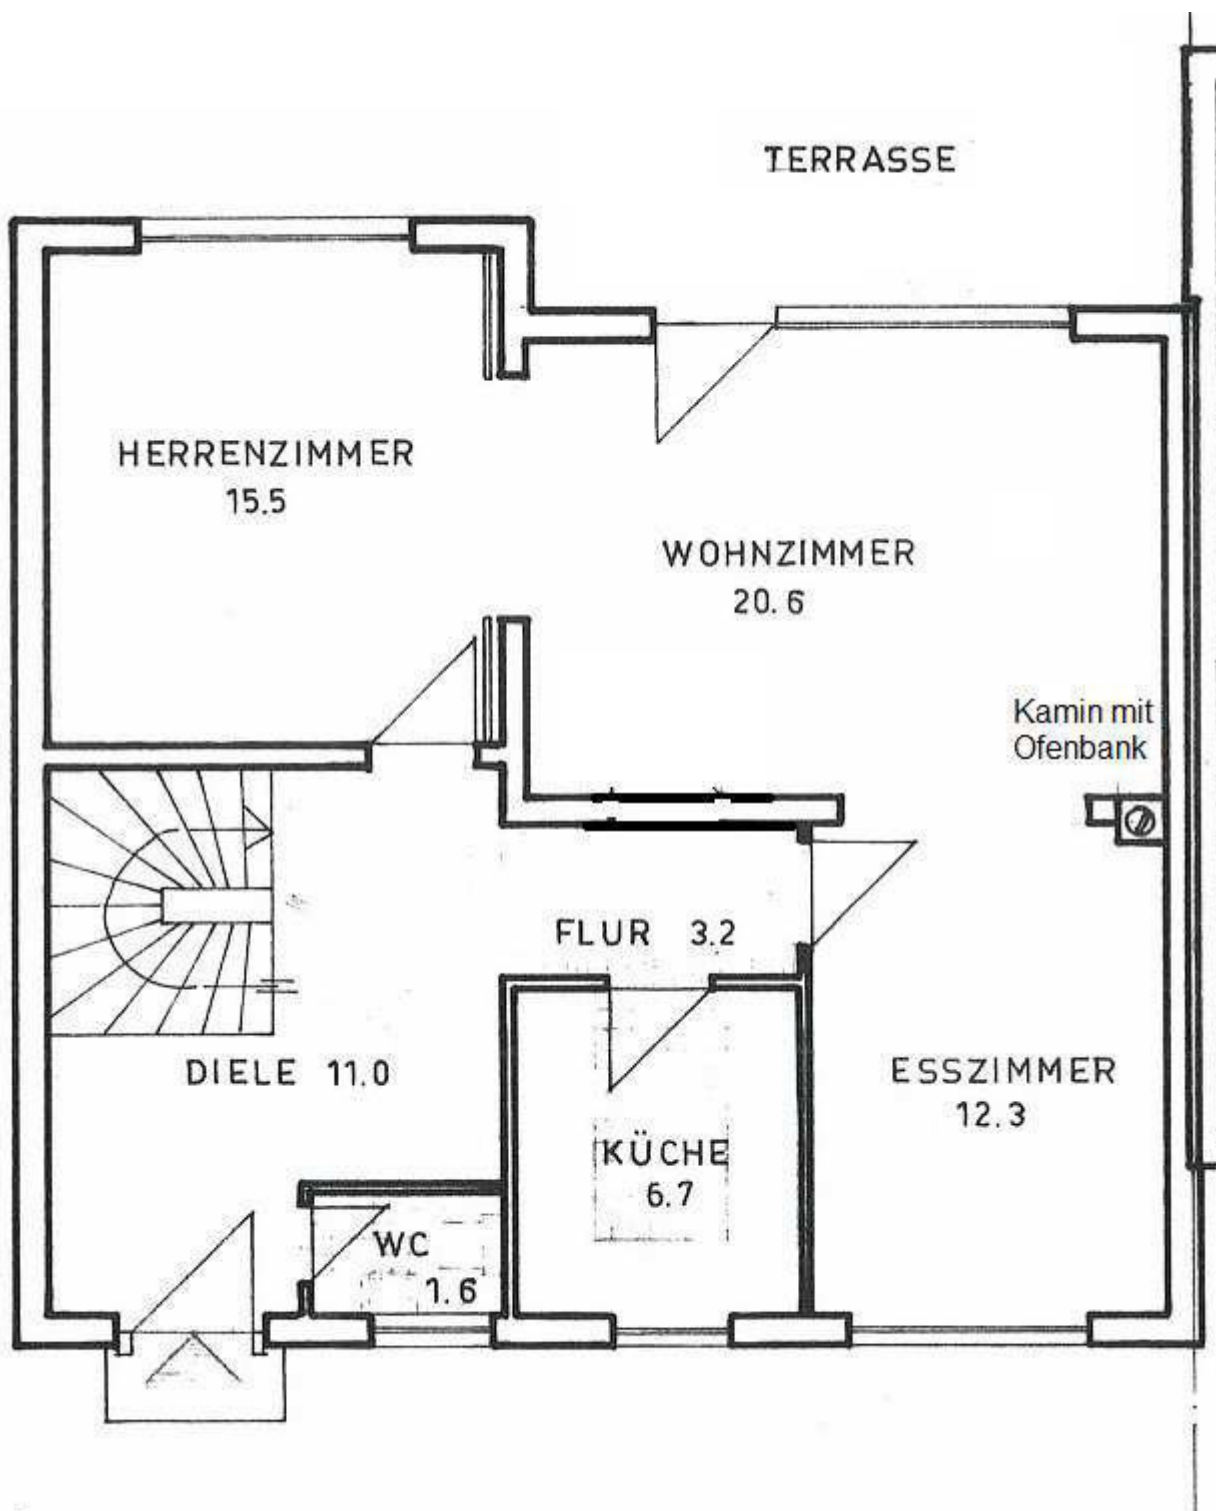 TERRASSE
HERRENZIMMER
15.5
WOHNZIMMER
20.6
Kamin mit
Ofenbank
FLUR 3.2
DIELE 11.0
ESSZIMMER
12.3
KÜCHE
6.7
WC
1.6